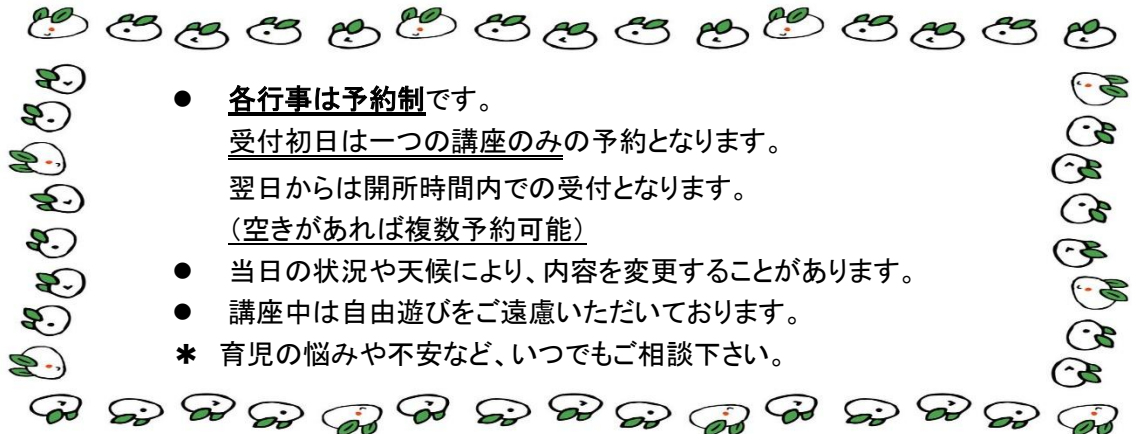 ● 各行事は予約制です。
受付初日は一つの講座のみの予約となります。
翌日からは開所時間内での受付となります。
（空きがあれば複数予約可能）
● 当日の状況や天候により、内容を変更することがあります。
● 講座中は自由遊びをご遠慮いただいております。
＊ 育児の悩みや不安など、いつでもご相談下さい。